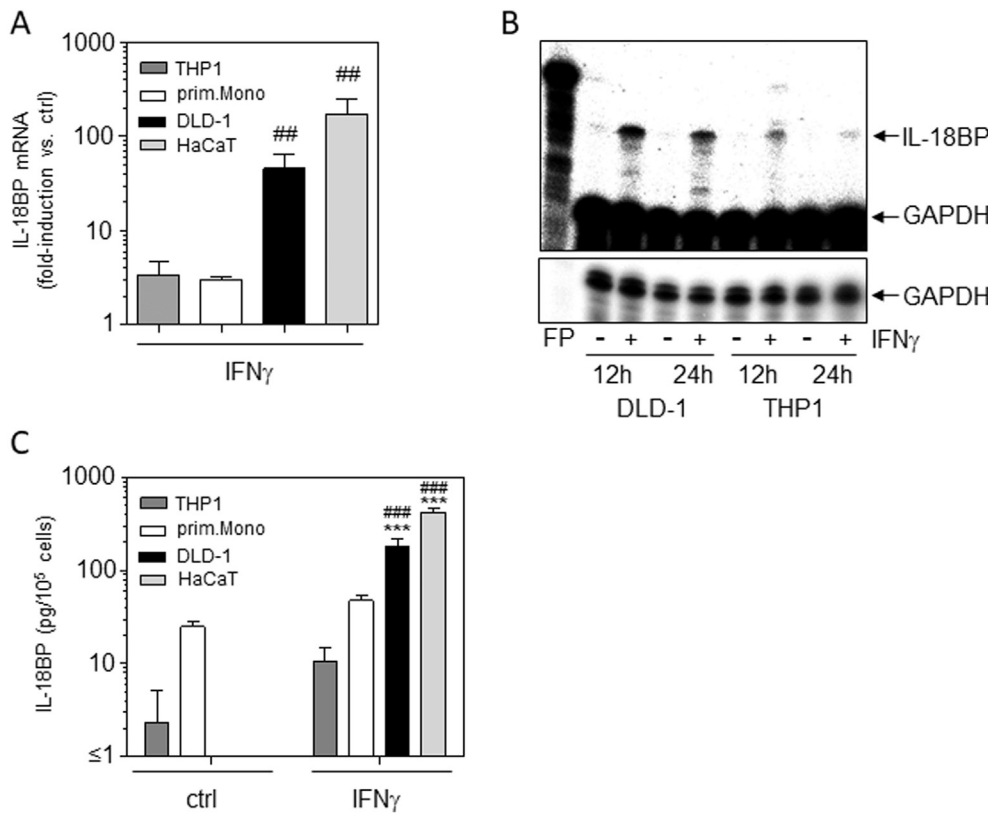 A
IL-18BP mRNA
(fold-induction vs. ctrl)
1000
100
10
1
THP1
prim.Mono
DLD-1
HaCaT
##
##
IFNγ
B
IL-18BP
GAPDH
GAPDH
FP - + - + - + - + IFNγ
12h 24h 12h 24h
DLD-1 THP1
C
IL-18BP (pg/10⁵ cells)
1000
100
10
≤1
THP1
prim.Mono
DLD-1
HaCaT
###
***
###
***
ctrl IFNγ